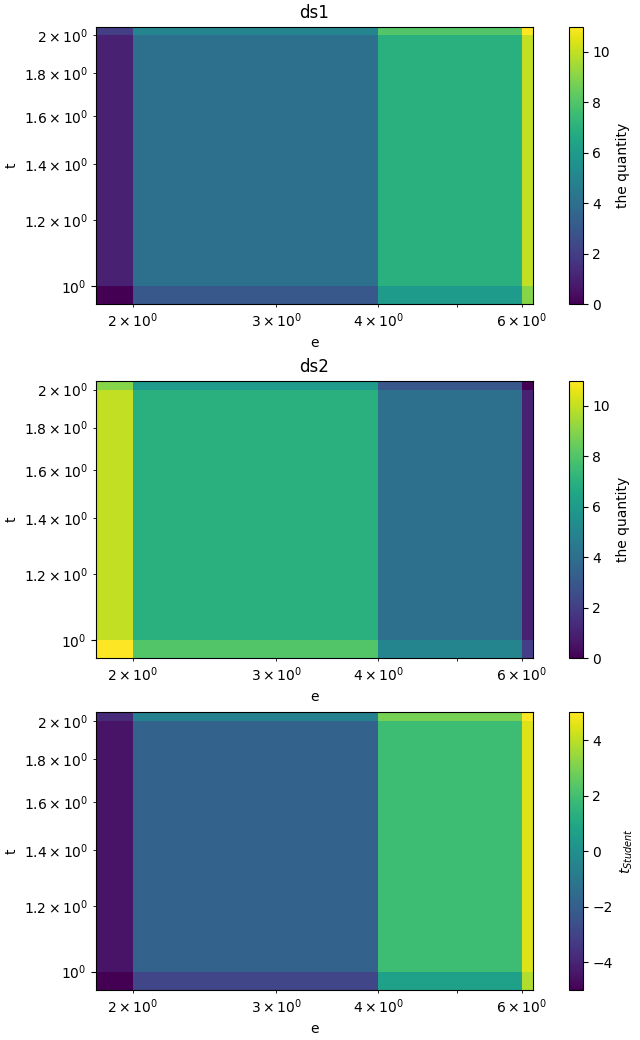 ds1
2 × 10⁰
1.8 × 10⁰
1.6 × 10⁰
1.4 × 10⁰
1.2 × 10⁰
10⁰
t
2 × 10⁰
3 × 10⁰
4 × 10⁰
6 × 10⁰
e
10
8
6
4
2
0
the quantity
ds2
2 × 10⁰
1.8 × 10⁰
1.6 × 10⁰
1.4 × 10⁰
1.2 × 10⁰
10⁰
t
2 × 10⁰
3 × 10⁰
4 × 10⁰
6 × 10⁰
e
10
8
6
4
2
0
the quantity
2 × 10⁰
1.8 × 10⁰
1.6 × 10⁰
1.4 × 10⁰
1.2 × 10⁰
10⁰
t
2 × 10⁰
3 × 10⁰
4 × 10⁰
6 × 10⁰
e
4
2
0
−2
−4
t_Student